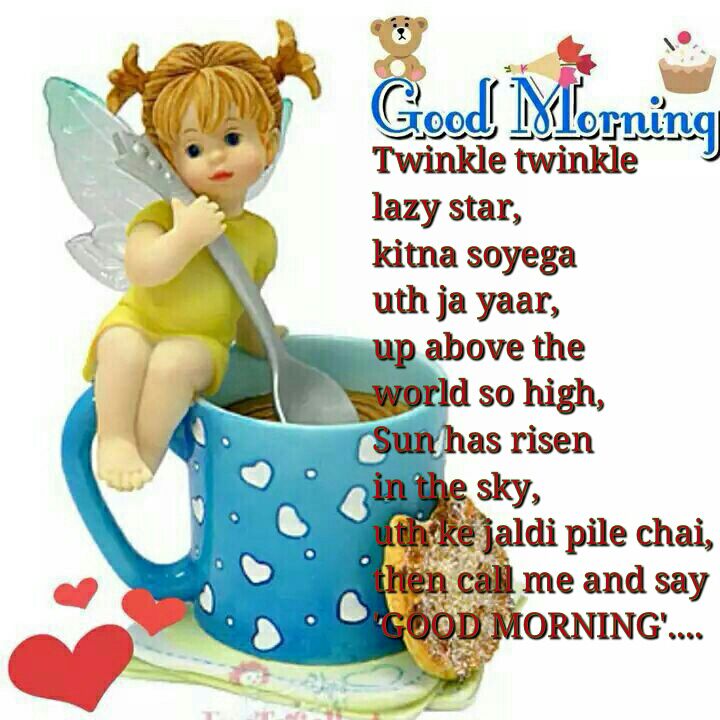 Good Morning
Twinkle twinkle
lazy star,
kitna soyega
uth ja yaar,
up above the
world so high,
Sun has risen
in the sky,
uth ke jaldi pile chai,
then call me and say
'GOOD MORNING'....